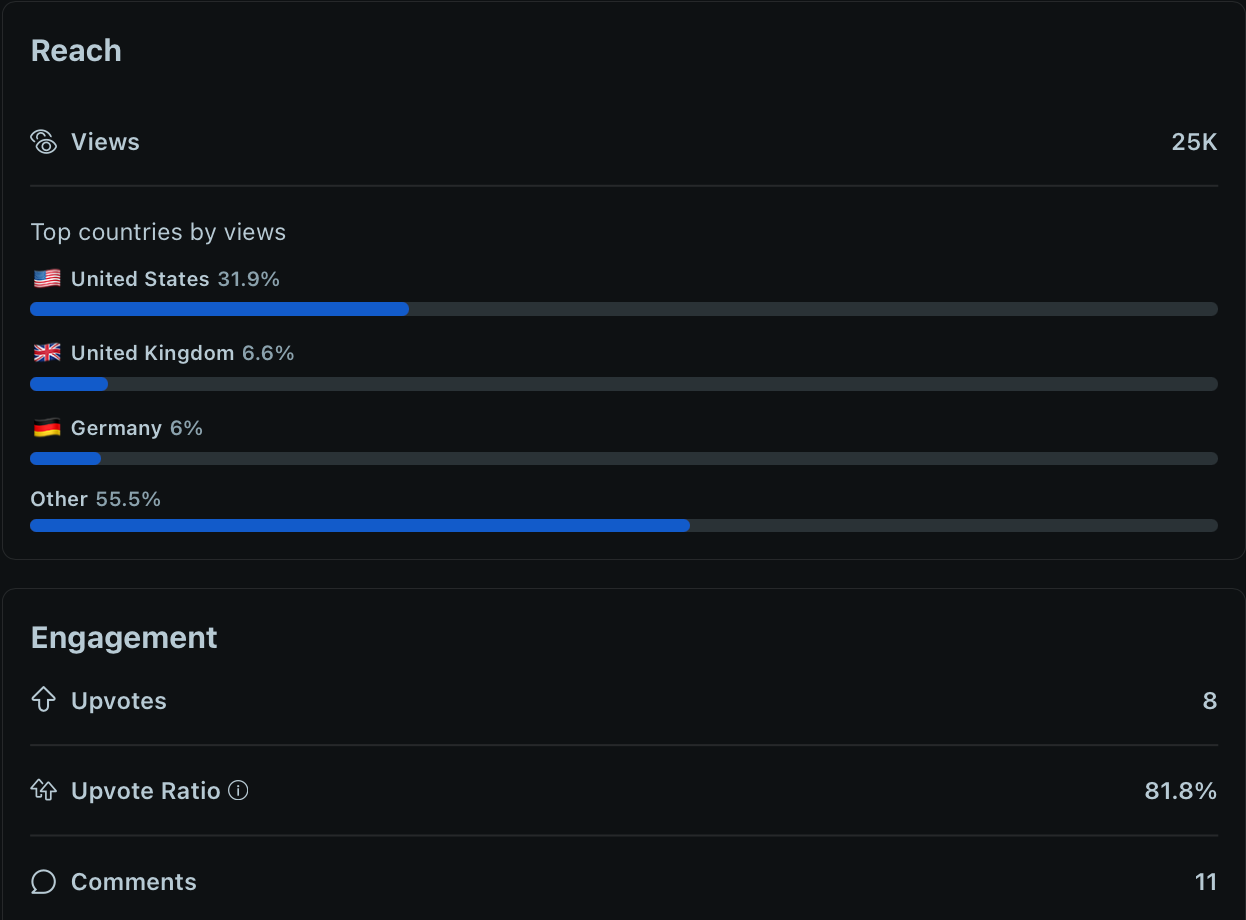 Reach
Views 25K
Top countries by views
United States 31.9%
United Kingdom 6.6%
Germany 6%
Other 55.5%
Engagement
Upvotes 8
Upvote Ratio 81.8%
Comments 11